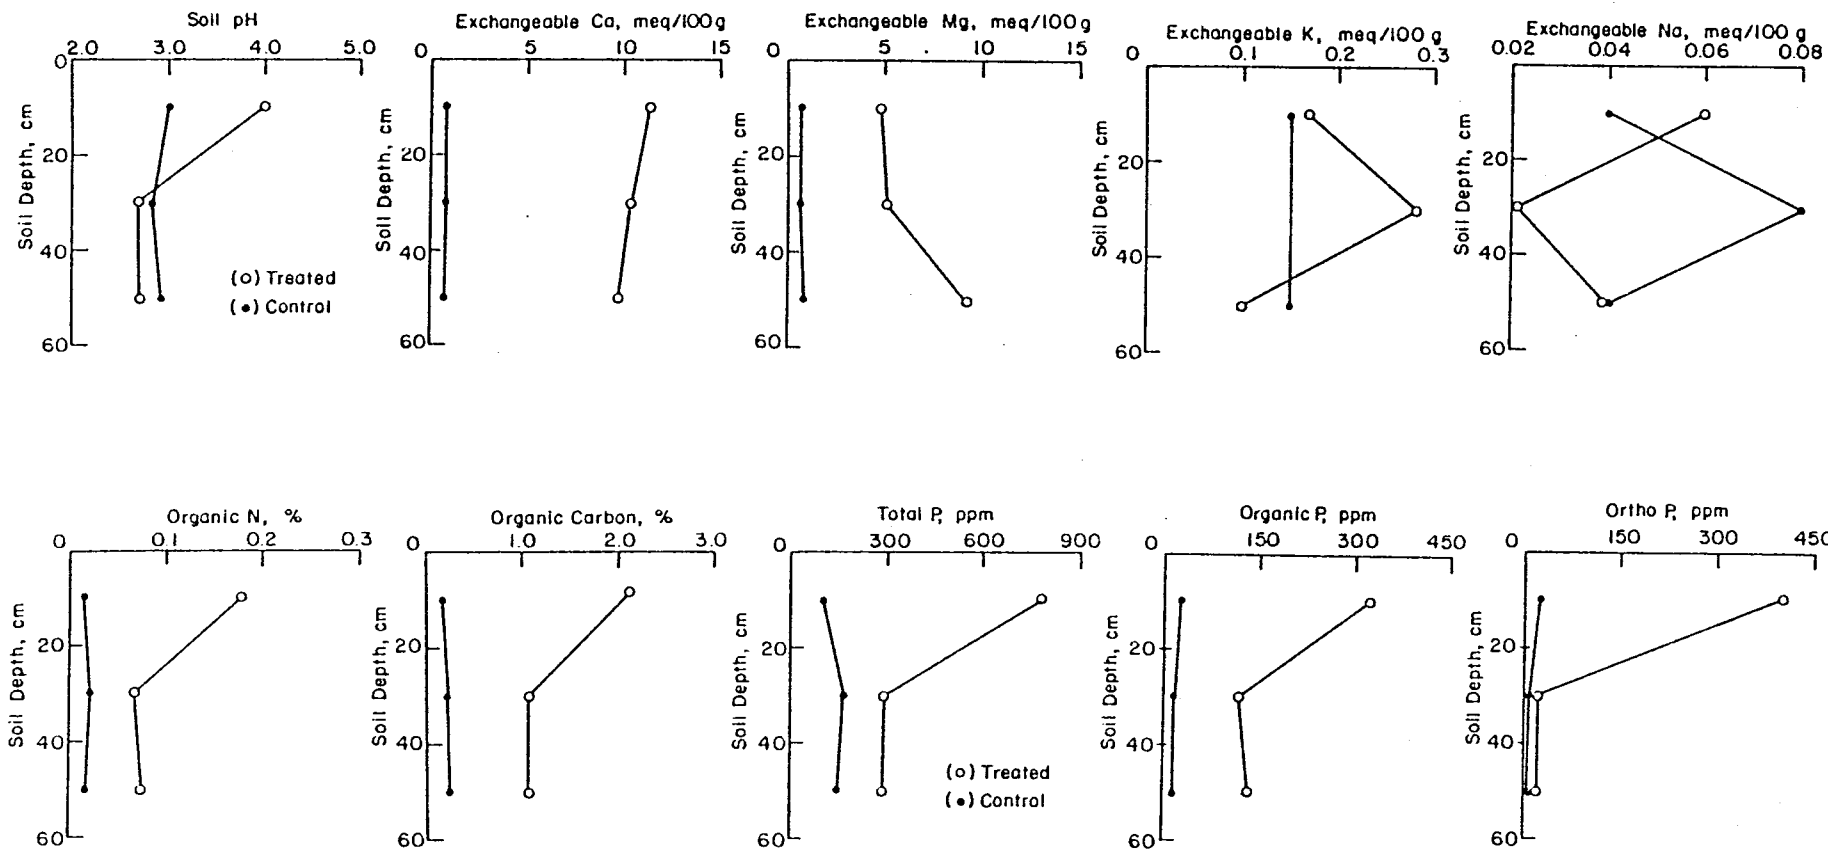 Soil pH
2.0 3.0 4.0 5.0
0
20
40
60
Soil Depth, cm
(o) Treated
(•) Control
Exchangeable Ca, meq/100g
0 5 10 15
20
40
60
Soil Depth, cm
Exchangeable Mg, meq/100g
0 5 10 15
20
40
60
Soil Depth, cm
Exchangeable K, meq/100 g
0 0.1 0.2 0.3
20
40
60
Soil Depth, cm
Exchangeable Na, meq/100 g
0.02 0.04 0.06 0.08
20
40
60
Soil Depth, cm
Organic N, %
0 0.1 0.2 0.3
20
40
60
Soil Depth, cm
Organic Carbon, %
0 1.0 2.0 3.0
20
40
60
Soil Depth, cm
Total P, ppm
0 300 600 900
20
40
60
Soil Depth, cm
(o) Treated
(•) Control
Organic P, ppm
0 150 300 450
20
40
60
Soil Depth, cm
Ortho P, ppm
0 150 300 450
20
40
60
Soil Depth, cm